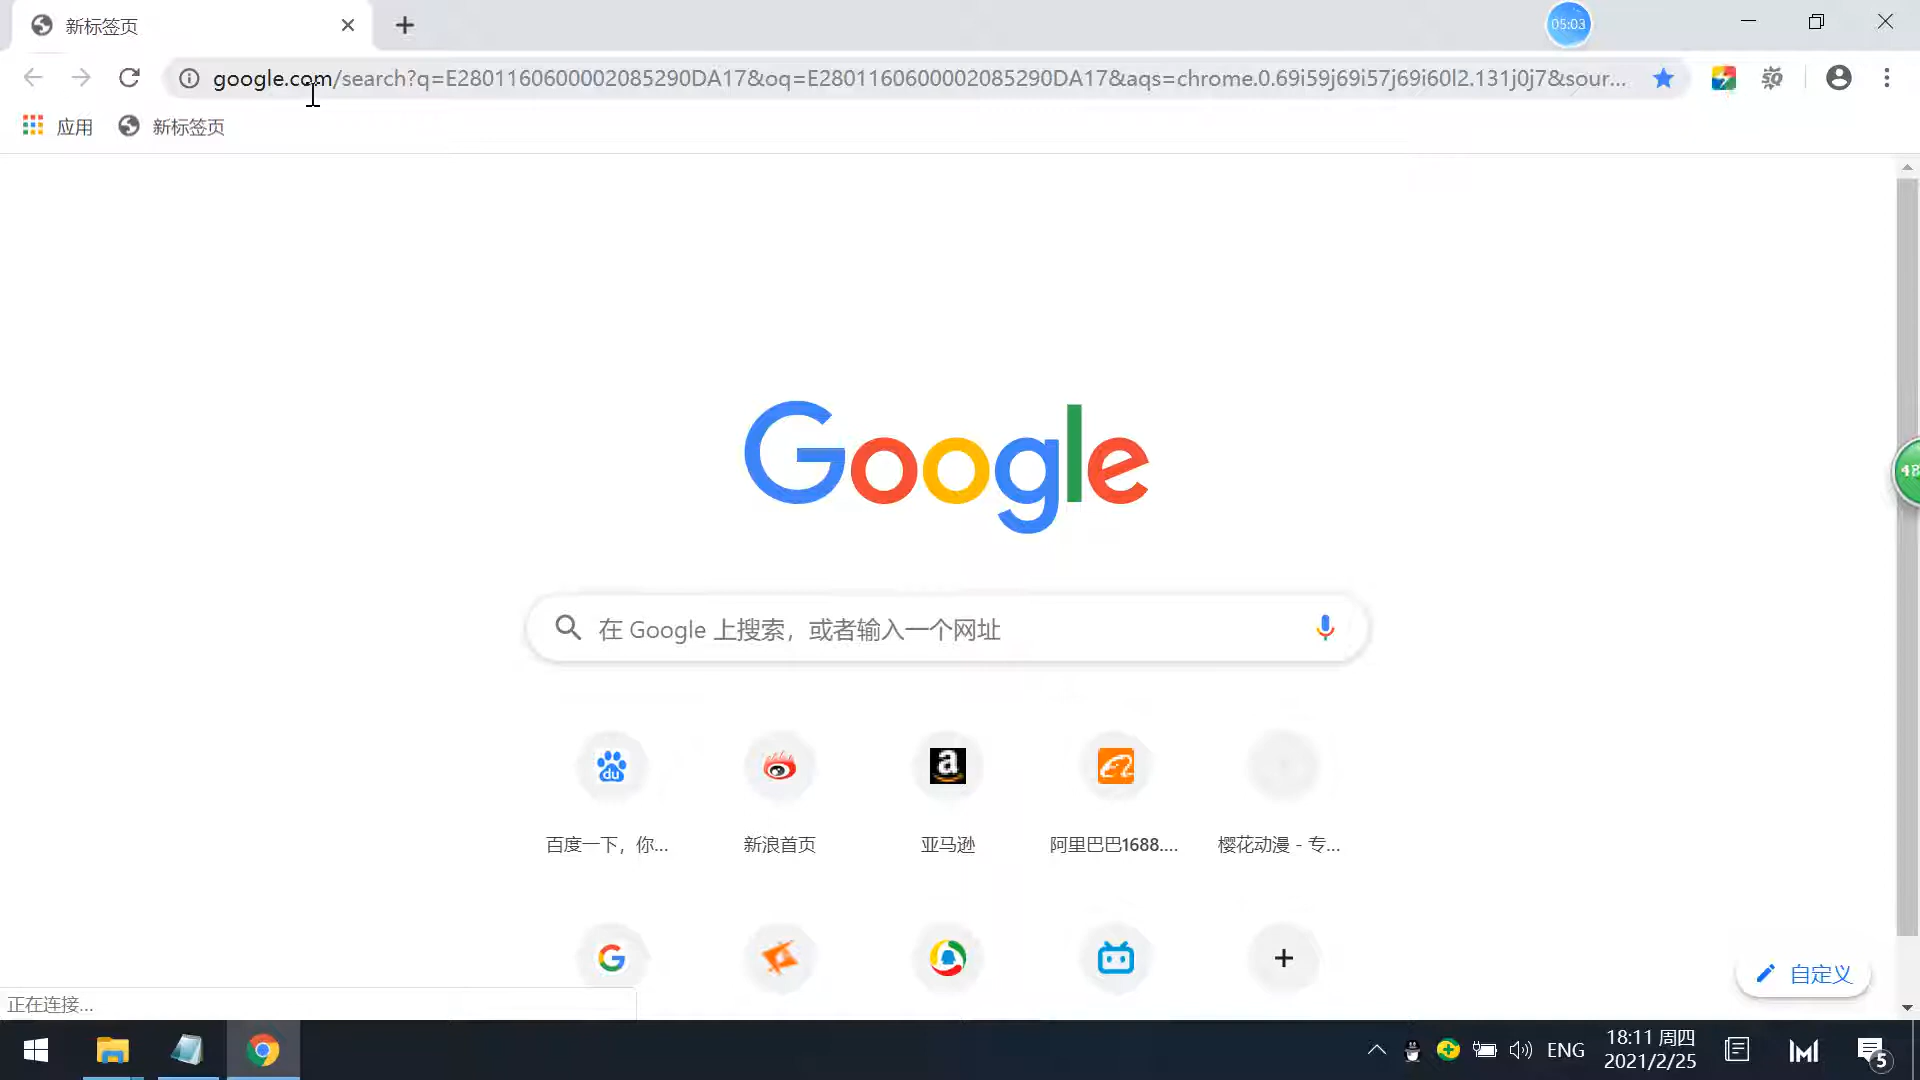 新标签页
05:03
google.com/search?q=E2801160600002085290DA17&oq=E2801160600002085290DA17&aqs=chrome.0.69i59j69i57j69i60l2.131j0j7&sour...
应用
新标签页
Google
在 Google 上搜索，或者输入一个网址
百度一下，你...
新浪首页
亚马逊
阿里巴巴1688....
樱花动漫 - 专...
自定义
正在连接...
48
ENG
18:11 周四
2021/2/25
5